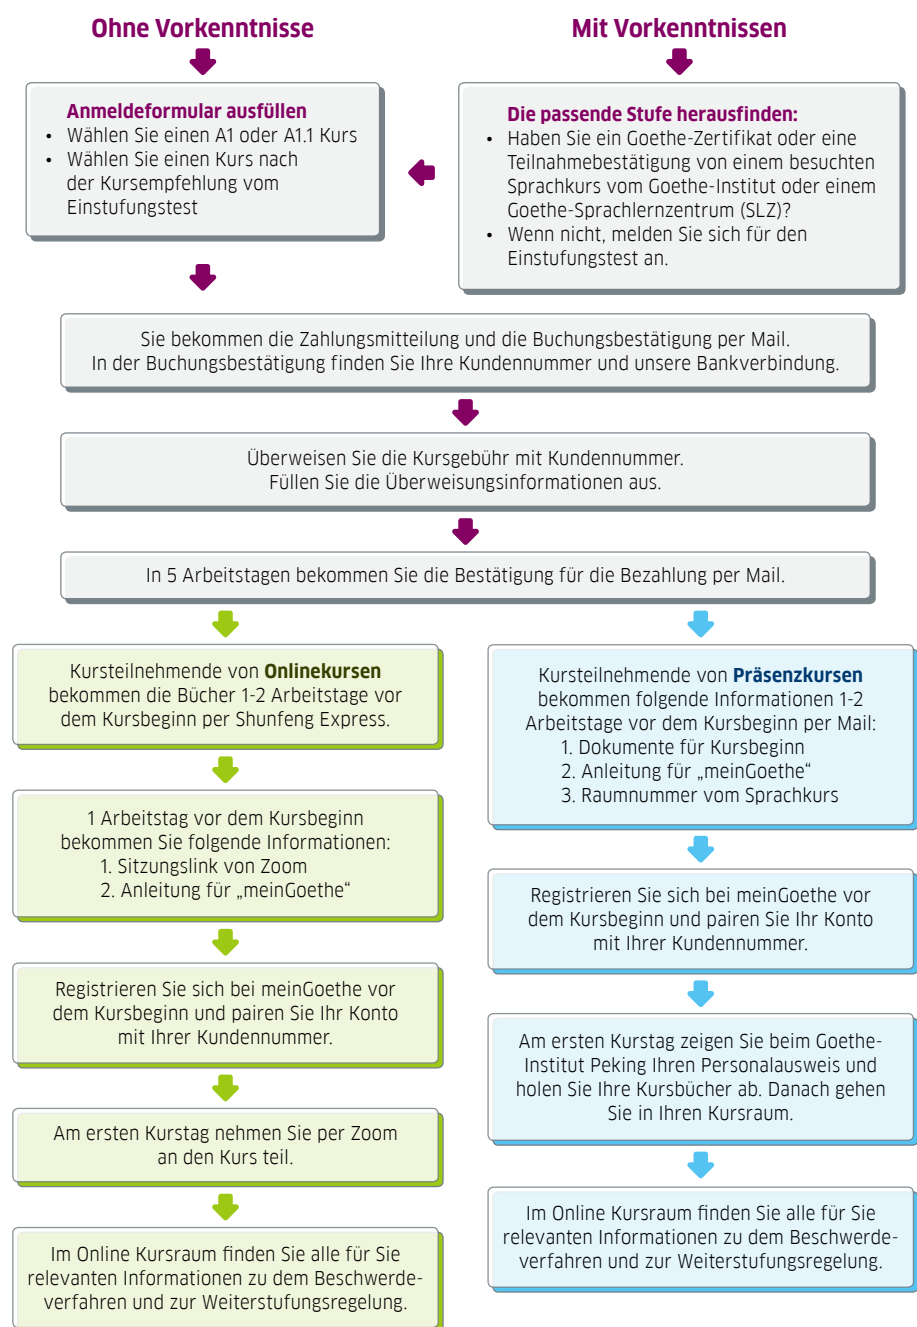 Ohne Vorkenntnisse
Mit Vorkenntnissen
Anmeldeformular ausfüllen
• Wählen Sie einen A1 oder A1.1 Kurs
• Wählen Sie einen Kurs nach
der Kursempfehlung vom
Einstufungstest
Die passende Stufe herausfinden:
• Haben Sie ein Goethe-Zertifikat oder eine
Teilnahmebestätigung von einem besuchten
Sprachkurs vom Goethe-Institut oder einem
Goethe-Sprachlernzentrum (SLZ)?
• Wenn nicht, melden Sie sich für den
Einstufungstest an.
Sie bekommen die Zahlungsmitteilung und die Buchungsbestätigung per Mail.
In der Buchungsbestätigung finden Sie Ihre Kundennummer und unsere Bankverbindung.
Überweisen Sie die Kursgebühr mit Kundennummer.
Füllen Sie die Überweisungsinformationen aus.
In 5 Arbeitstagen bekommen Sie die Bestätigung für die Bezahlung per Mail.
Kursteilnehmende von Onlinekursen
bekommen die Bücher 1-2 Arbeitstage vor
dem Kursbeginn per Shunfeng Express.
1 Arbeitstag vor dem Kursbeginn
bekommen Sie folgende Informationen:
1. Sitzungslink von Zoom
2. Anleitung für „meinGoethe“
Registrieren Sie sich bei meinGoethe vor
dem Kursbeginn und pairen Sie Ihr Konto
mit Ihrer Kundennummer.
Am ersten Kurstag nehmen Sie per Zoom
an den Kurs teil.
Im Online Kursraum finden Sie alle für Sie
relevanten Informationen zu dem Beschwerde-
verfahren und zur Weiterstufungsregelung.
Kursteilnehmende von Präsenzkursen
bekommen folgende Informationen 1-2
Arbeitstage vor dem Kursbeginn per Mail:
1. Dokumente für Kursbeginn
2. Anleitung für „meinGoethe“
3. Raumnummer vom Sprachkurs
Registrieren Sie sich bei meinGoethe vor
dem Kursbeginn und pairen Sie Ihr Konto
mit Ihrer Kundennummer.
Am ersten Kurstag zeigen Sie beim Goethe-
Institut Peking Ihren Personalausweis und
holen Sie Ihre Kursbücher ab. Danach gehen
Sie in Ihren Kursraum.
Im Online Kursraum finden Sie alle für Sie
relevanten Informationen zu dem Beschwerde-
verfahren und zur Weiterstufungsregelung.